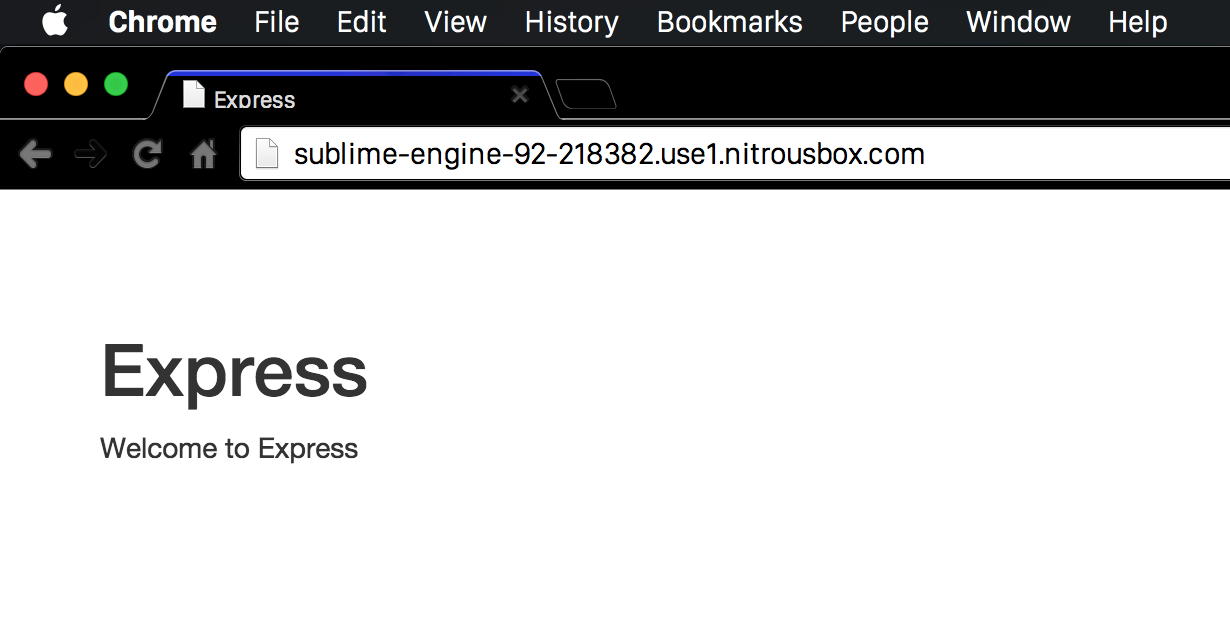 Chrome File Edit View History Bookmarks People Window Help
Express
sublime-engine-92-218382.use1.nitrousbox.com
Express
Welcome to Express